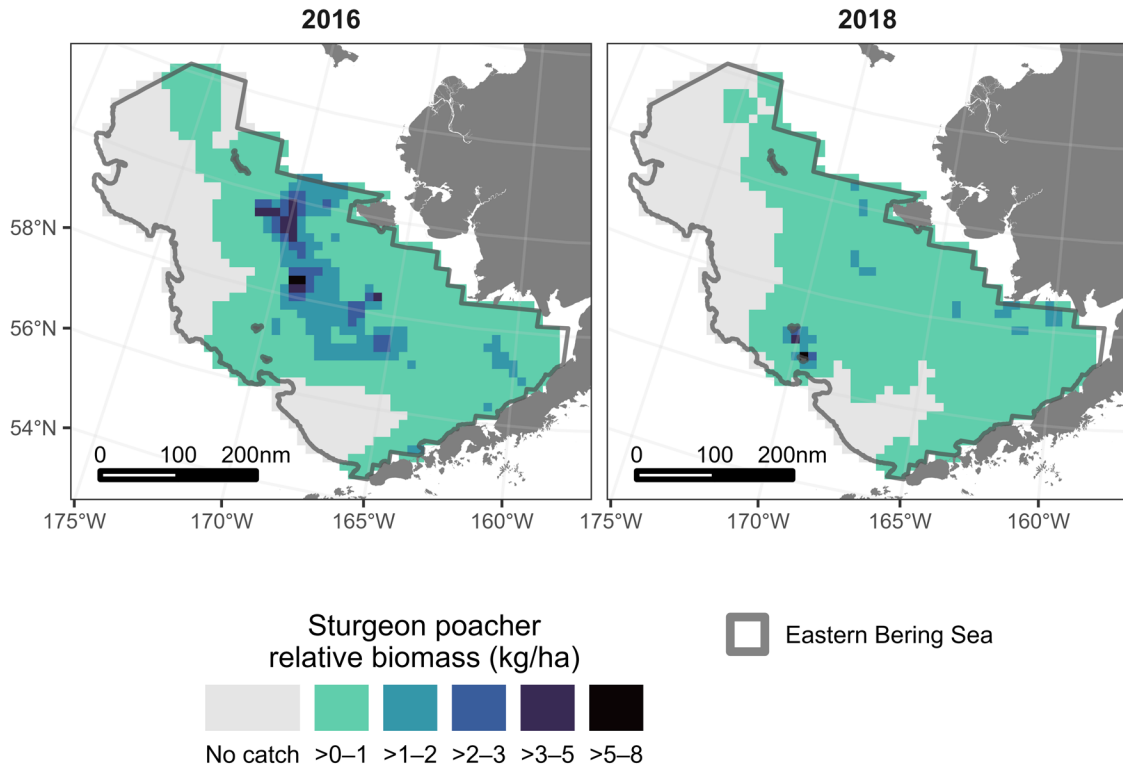 2016 2018
58°N
56°N
54°N
0 100 200nm 0 100 200nm
175°W 170°W 165°W 160°W 175°W 170°W 165°W 160°W
Sturgeon poacher
relative biomass (kg/ha)
Eastern Bering Sea
No catch >0–1 >1–2 >2–3 >3–5 >5–8